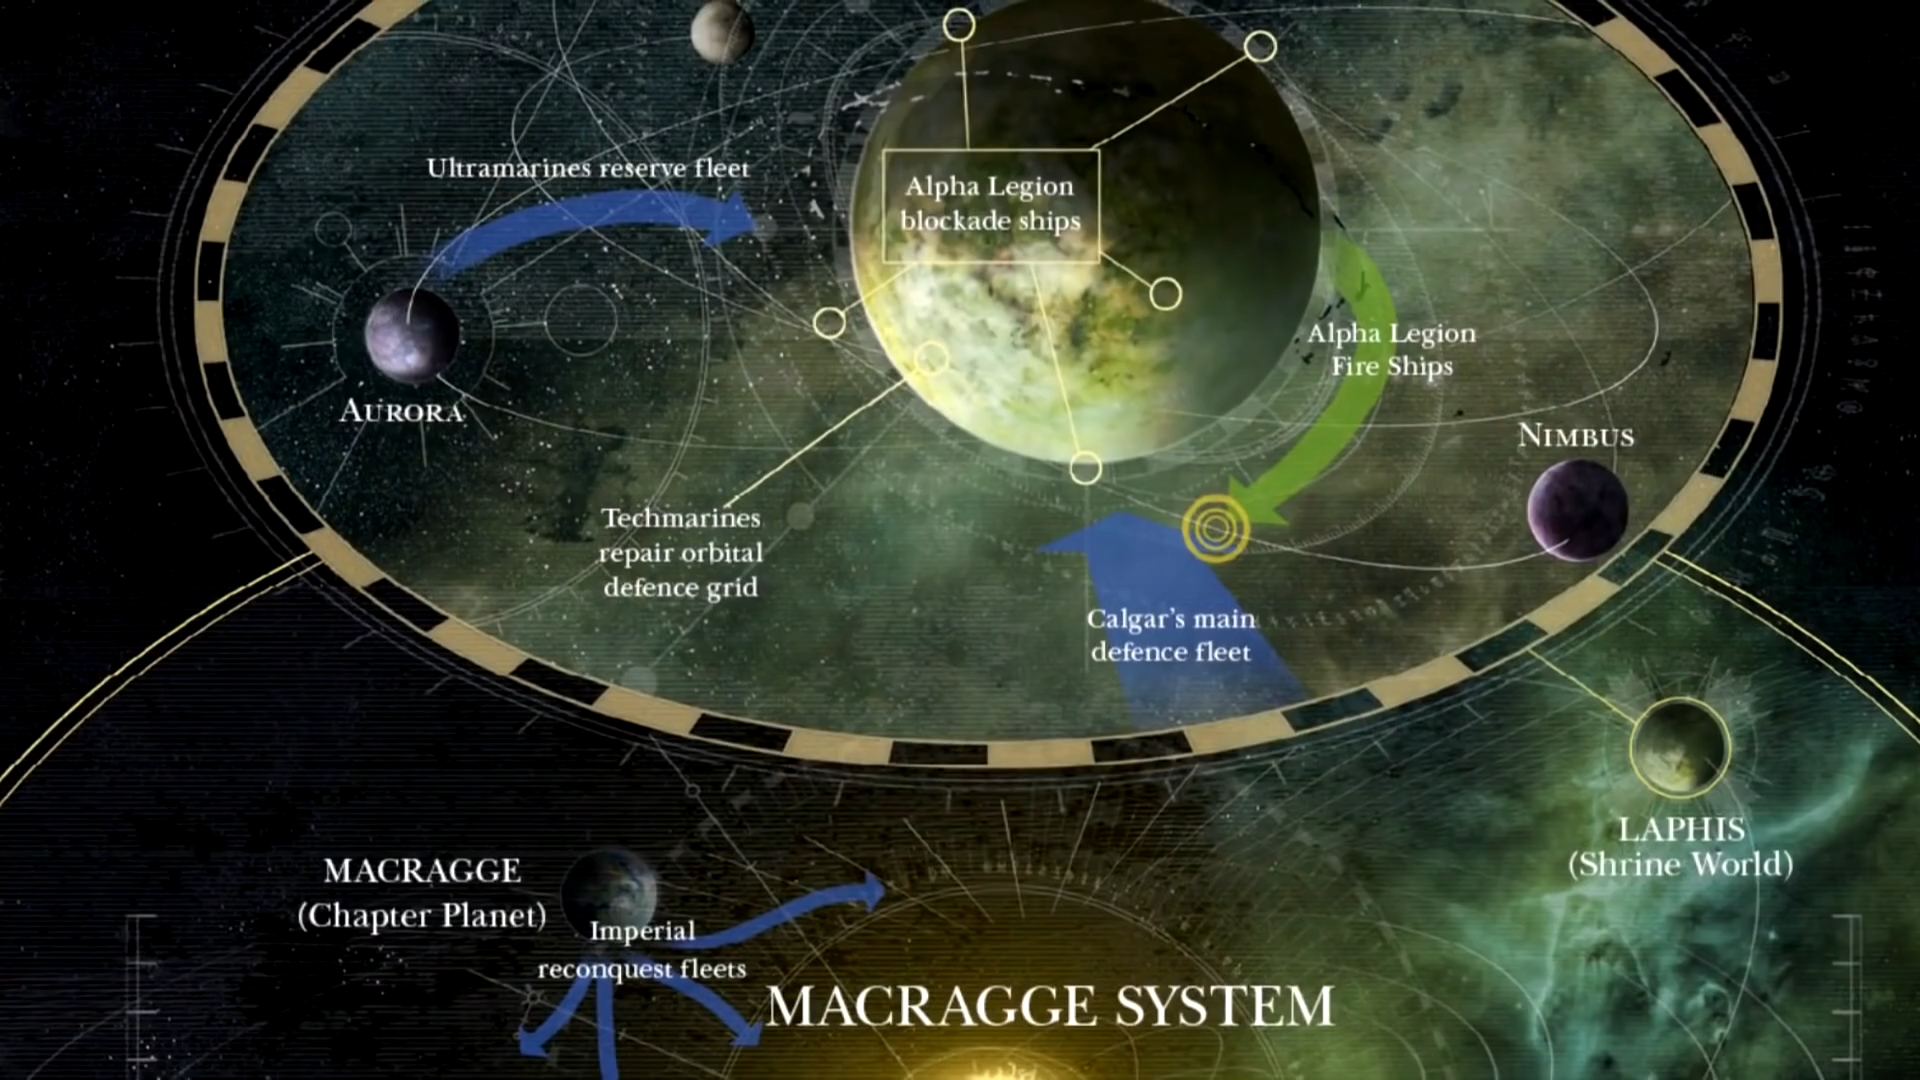 Ultramarines reserve fleet
Alpha Legion
blockade ships
Alpha Legion
Fire Ships
AURORA
NIMBUS
Techmarines
repair orbital
defence grid
Calgar's main
defence fleet
LAPHIS
(Shrine World)
MACRAGGE
(Chapter Planet)
Imperial
reconquest fleets
MACRAGGE SYSTEM